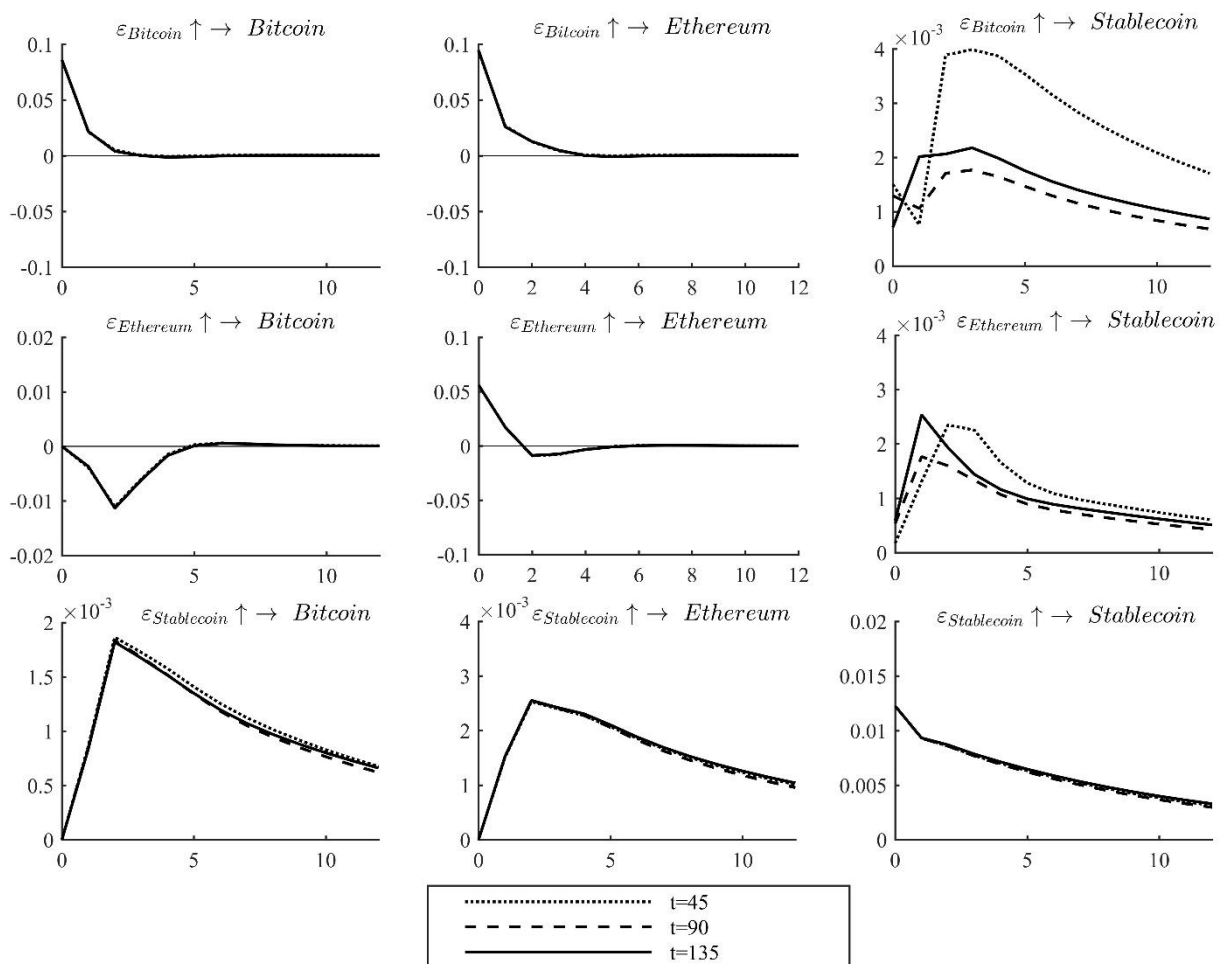 ε_Bitcoin ↑ → Bitcoin
0.1
0.05
0
-0.05
-0.1
0 5 10
ε_Bilcoin ↑ → Ethereum
0.1
0.05
0
-0.05
-0.1
0 2 4 6 8 10 12
ε_Bitcoin ↑ → Stablecoin
×10⁻³
4
3
2
1
0
0 5 10
ε_Ethereum ↑ → Bitcoin
0.02
0.01
0
-0.01
-0.02
0 5 10
ε_Ethereum ↑ → Ethereum
0.1
0.05
0
-0.05
-0.1
0 2 4 6 8 10 12
ε_Ethereum ↑ → Stablecoin
×10⁻³
4
3
2
1
0
0 5 10
ε_Stablecoin ↑ → Bitcoin
×10⁻³
2
1.5
1
0.5
0
0 5 10
ε_Stablecoin ↑ → Ethereum
×10⁻³
4
3
2
1
0
0 5 10
ε_Stablecoin ↑ → Stablecoin
0.02
0.015
0.01
0.005
0
0 5 10
t=45
t=90
t=135